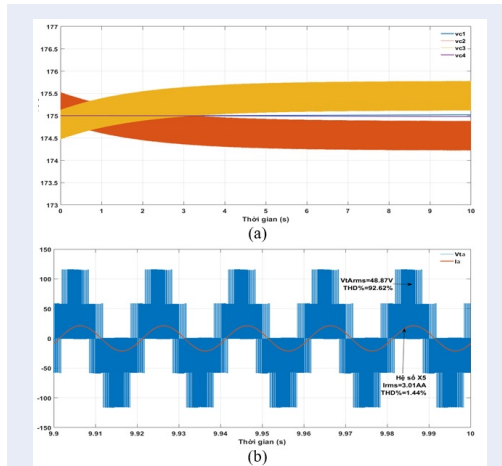 177
176.5
176
175.5
175
174.5
174
173.5
173
vc1
vc2
vc3
vc4
0
1
2
3
4
5
6
7
8
9
10
Thời gian (s)
(a)
150
100
50
0
-50
-100
-150
Vta
Ia
VtArms=48.87V
THD%=92.62%
Hệ số X5
Irms=3.01AA
THD%=1.44%
9.9
9.91
9.92
9.93
9.94
9.95
9.96
9.97
9.98
9.99
10
Thời gian (s)
(b)